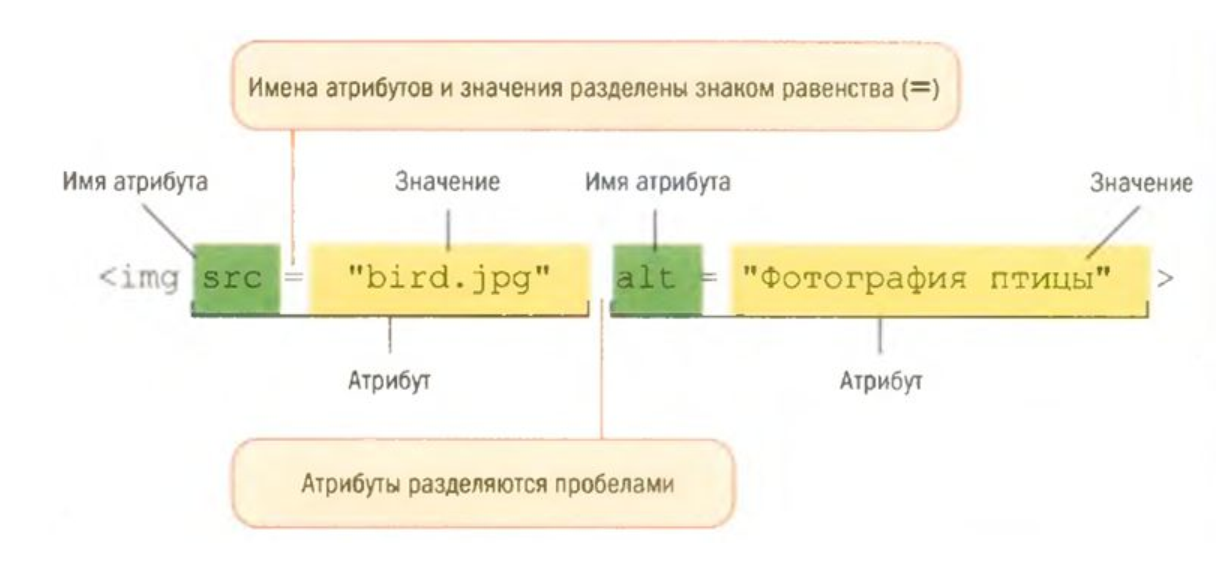 Имена атрибутов и значения разделены знаком равенства (=)
Имя атрибута Значение Имя атрибута Значение
<img src = "bird.jpg" alt = "Фотография птицы" >
Атрибут Атрибут
Атрибуты разделяются пробелами